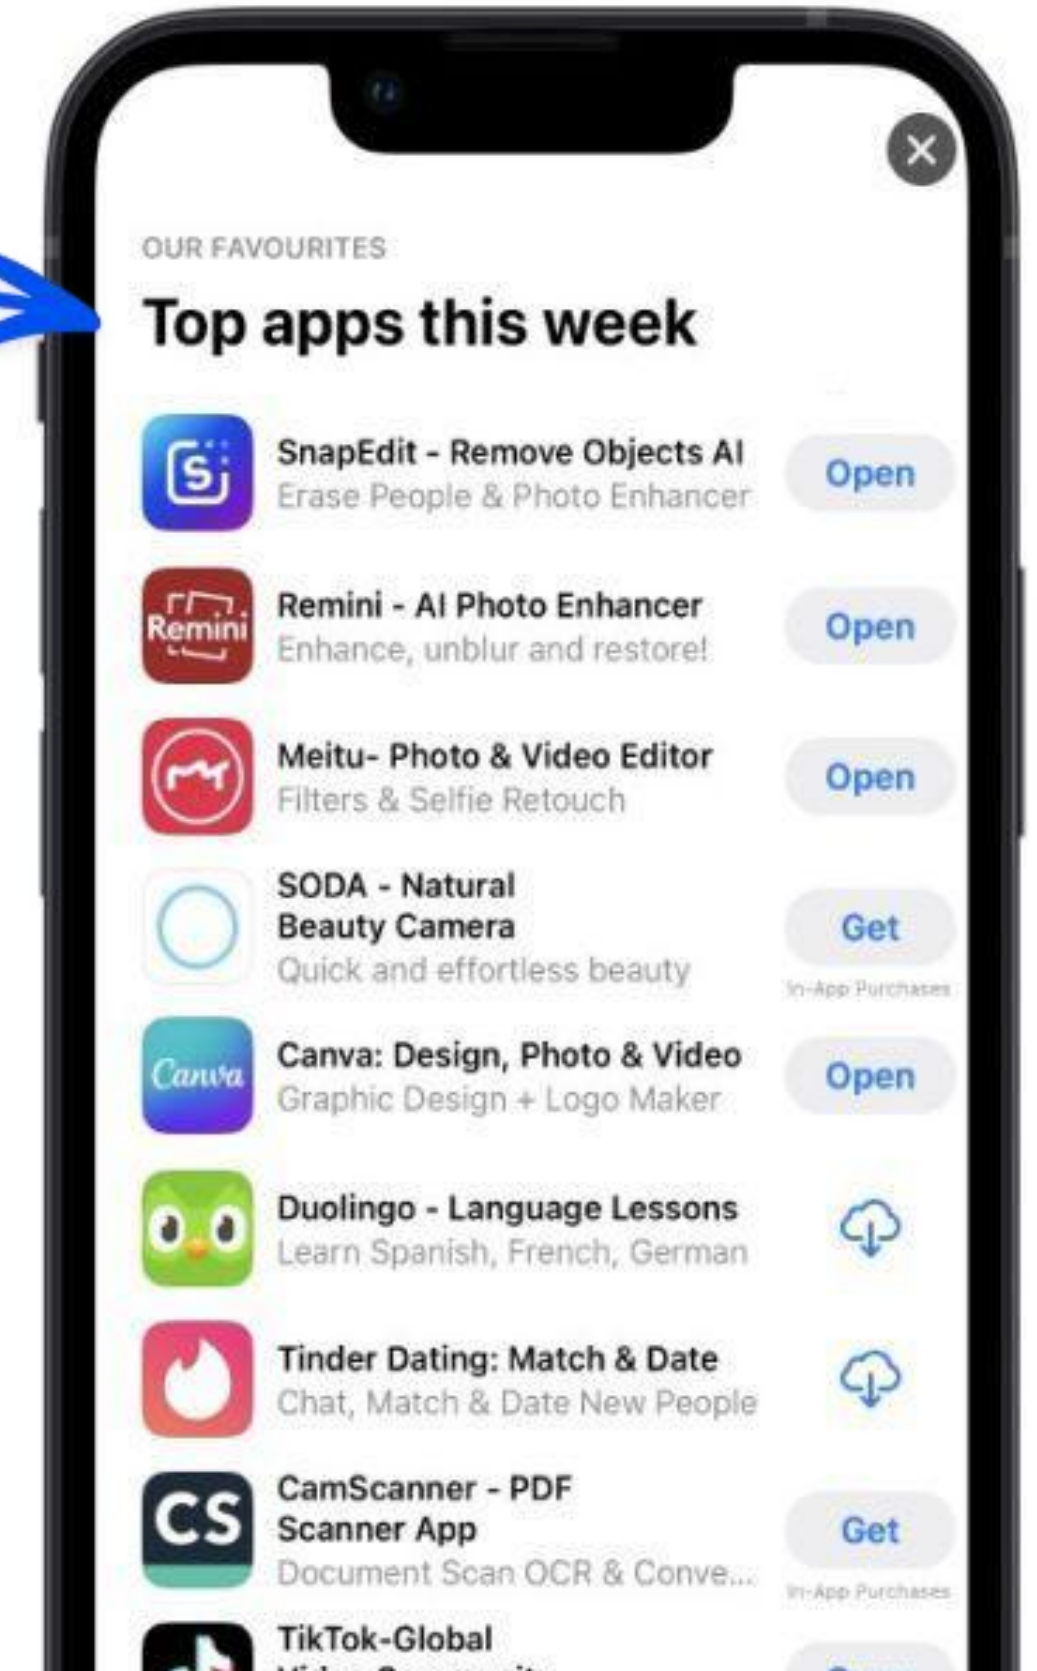 OUR FAVOURITES
Top apps this week
SnapEdit - Remove Objects AI
Erase People & Photo Enhancer
Open
Remini
Remini - AI Photo Enhancer
Enhance, unblur and restore!
Open
Meitu- Photo & Video Editor
Filters & Selfie Retouch
Open
SODA - Natural
Beauty Camera
Quick and effortless beauty
Get
In-App Purchases
Canva
Canva: Design, Photo & Video
Graphic Design + Logo Maker
Open
Duolingo - Language Lessons
Learn Spanish, French, German
Tinder Dating: Match & Date
Chat, Match & Date New People
CS
CamScanner - PDF
Scanner App
Document Scan OCR & Conve...
Get
In-App Purchases
TikTok-Global